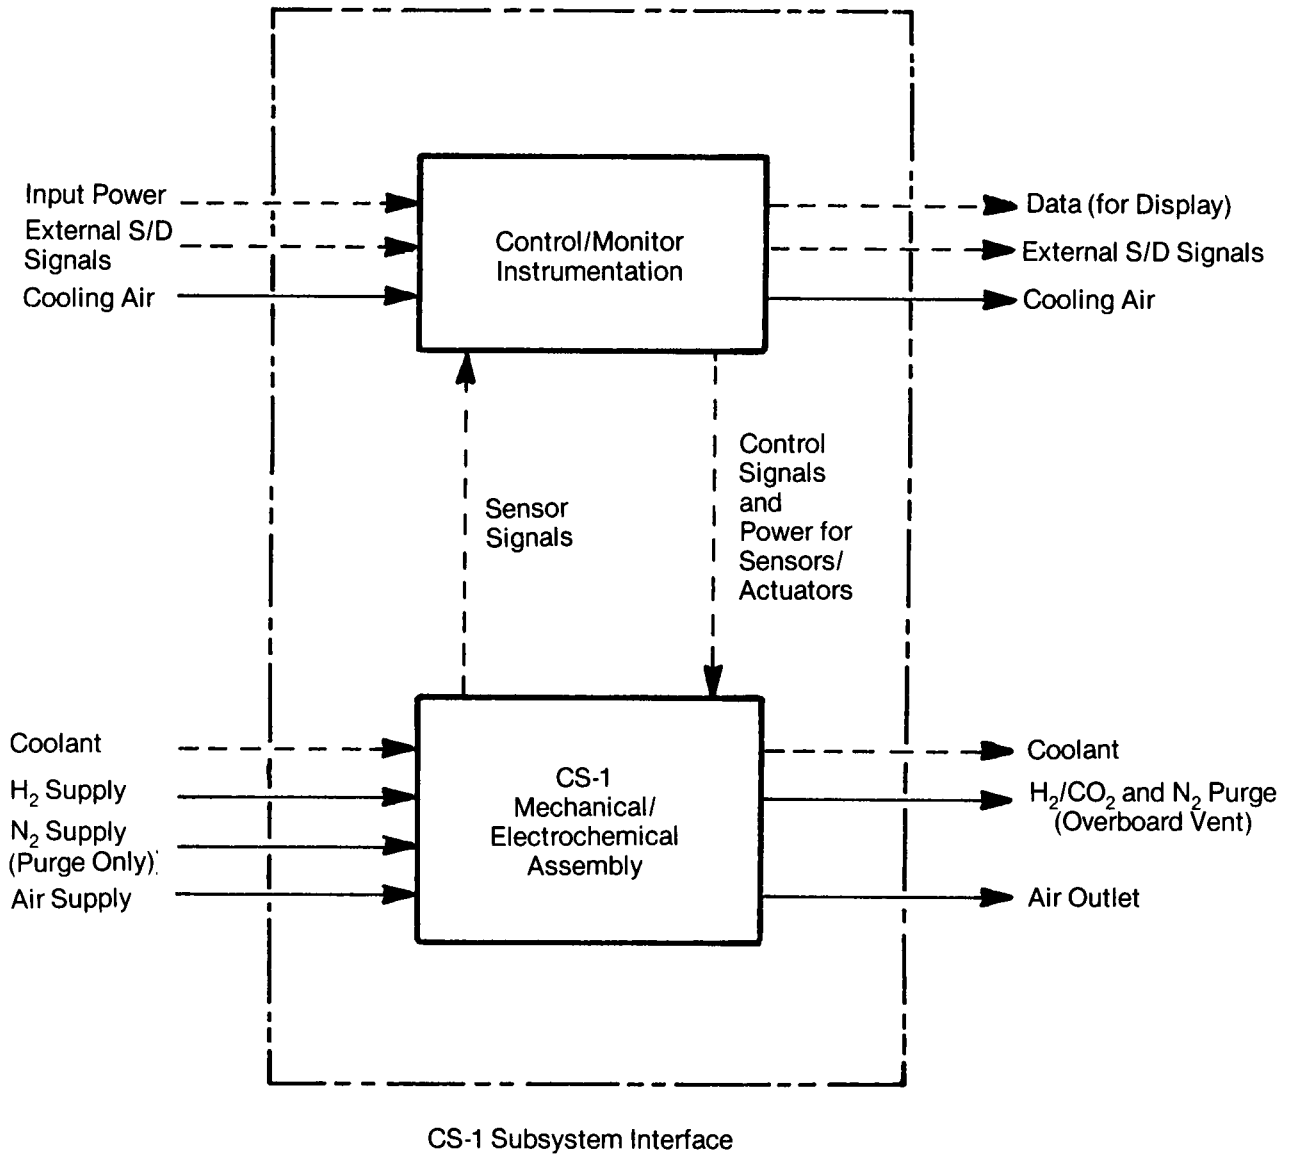 Input Power
External S/D
Signals
Cooling Air
Control/Monitor
Instrumentation
Data (for Display)
External S/D Signals
Cooling Air
Sensor
Signals
Control
Signals
and
Power for
Sensors/
Actuators
Coolant
H₂ Supply
N₂ Supply
(Purge Only)
Air Supply
CS-1
Mechanical/
Electrochemical
Assembly
Coolant
H₂/CO₂ and N₂ Purge
(Overboard Vent)
Air Outlet
CS-1 Subsystem Interface